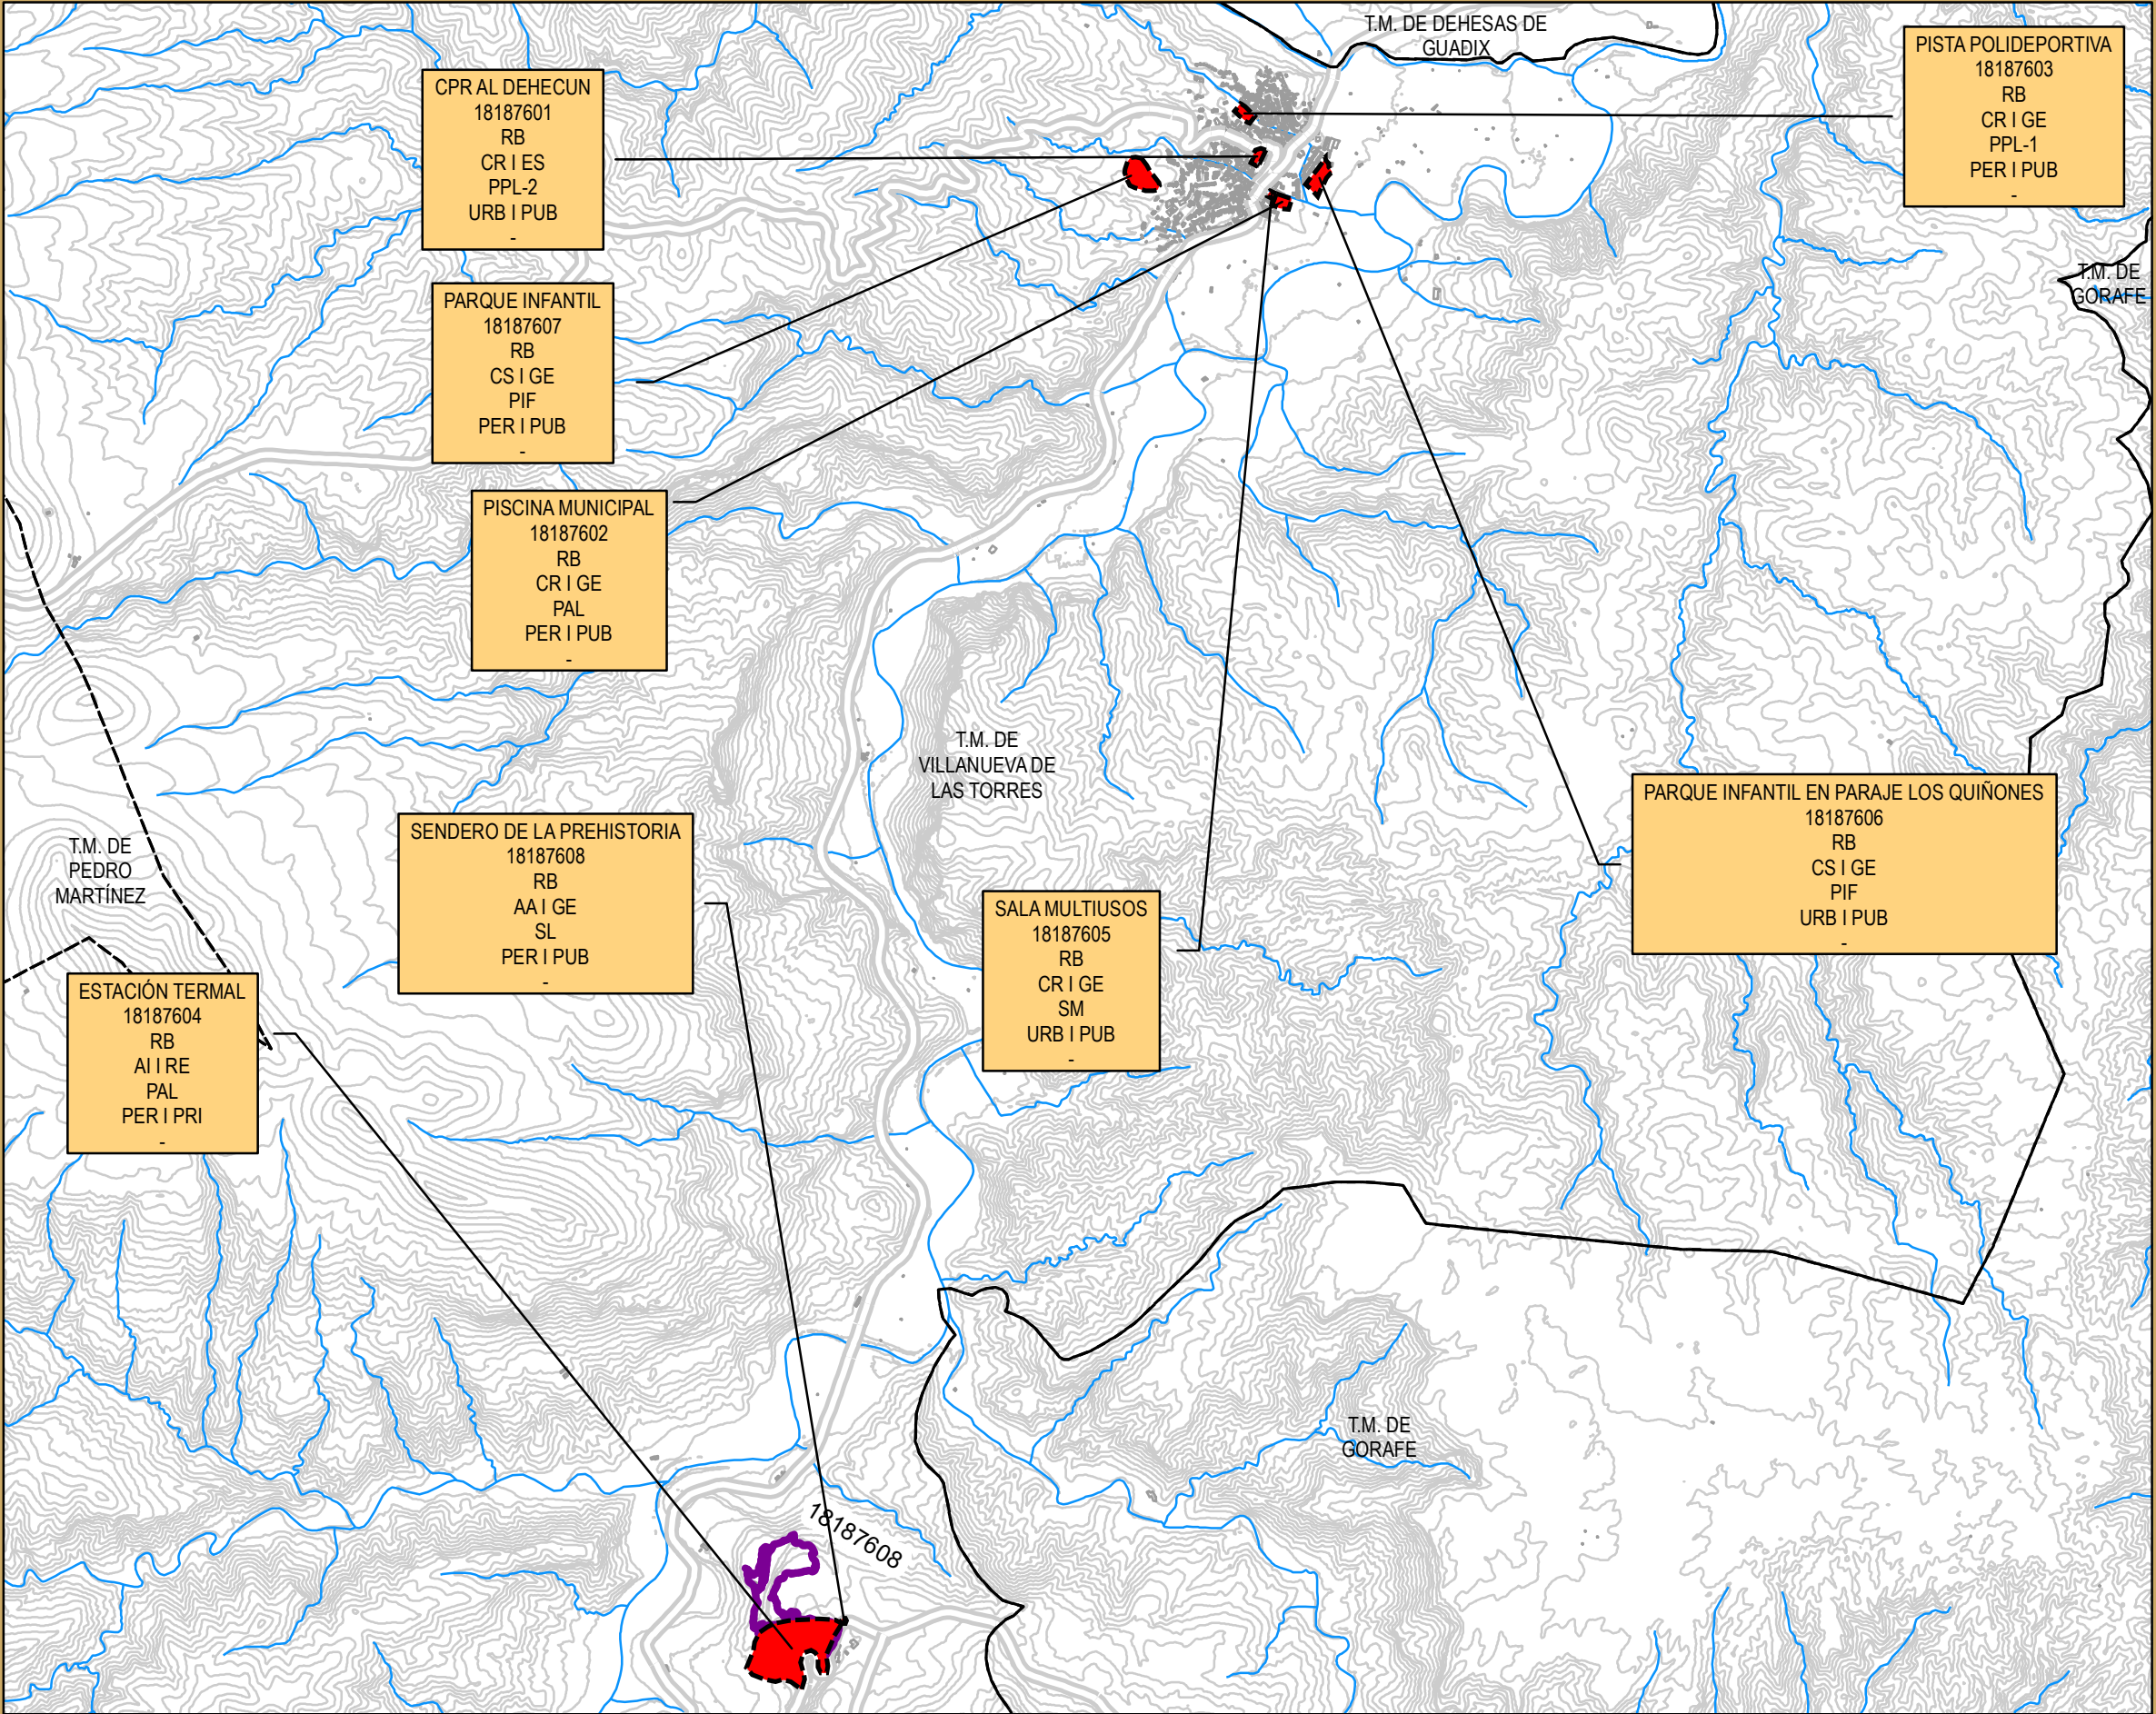 T.M. DE DEHESAS DE
GUADIX
PISTA POLIDEPORTIVA
18187603
RB
CR I GE
PPL-1
PER I PUB
-
CPR AL DEHECUN
18187601
RB
CR I ES
PPL-2
URB I PUB
-
T.M. DE
GORAFE
PARQUE INFANTIL
18187607
RB
CS I GE
PIF
PER I PUB
-
PISCINA MUNICIPAL
18187602
RB
CR I GE
PAL
PER I PUB
-
T.M. DE
VILLANUEVA DE
LAS TORRES
PARQUE INFANTIL EN PARAJE LOS QUIÑONES
18187606
RB
CS I GE
PIF
URB I PUB
-
T.M. DE
PEDRO
MARTÍNEZ
SENDERO DE LA PREHISTORIA
18187608
RB
AA I GE
SL
PER I PUB
-
SALA MULTIUSOS
18187605
RB
CR I GE
SM
URB I PUB
-
ESTACIÓN TERMAL
18187604
RB
AI I RE
PAL
PER I PRI
-
T.M. DE
GORAFE
18187608